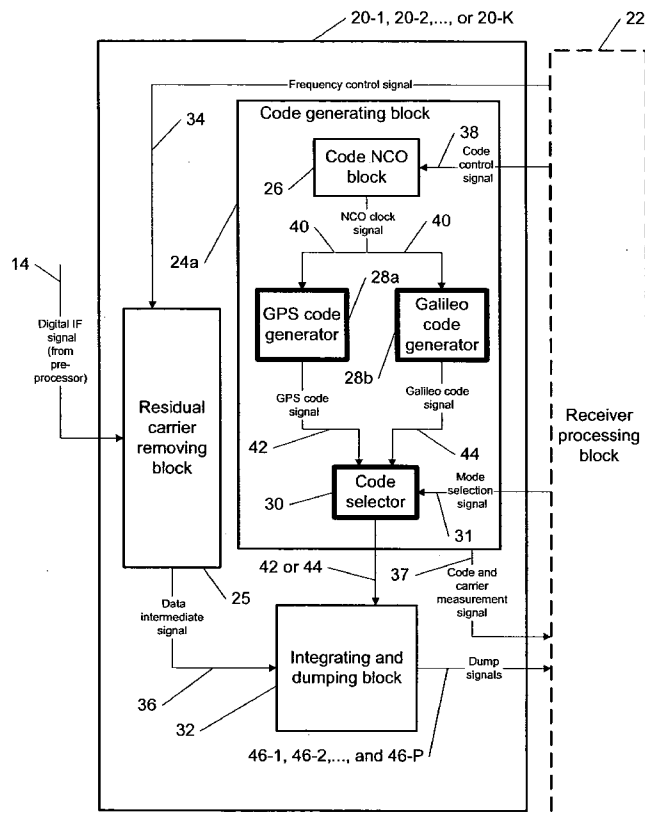 20-1, 20-2,..., or 20-K
22
Frequency control signal
34
Code generating block
38
Code NCO
block
26
Code
control
signal
NCO clock
signal
40
40
24a
14
28a
GPS code
generator
Galileo
code
generator
28b
Digital IF
signal
(from
pre-
processor)
GPS code
signal
Galileo code
signal
Residual
carrier
removing
block
42
44
Receiver
processing
block
Code
selector
30
Mode
selection
signal
31
42 or 44
37
25
Data
intermediate
signal
Code and
carrier
measurement
signal
Integrating and
dumping block
Dump
signals
36
32
46-1, 46-2,..., and 46-P